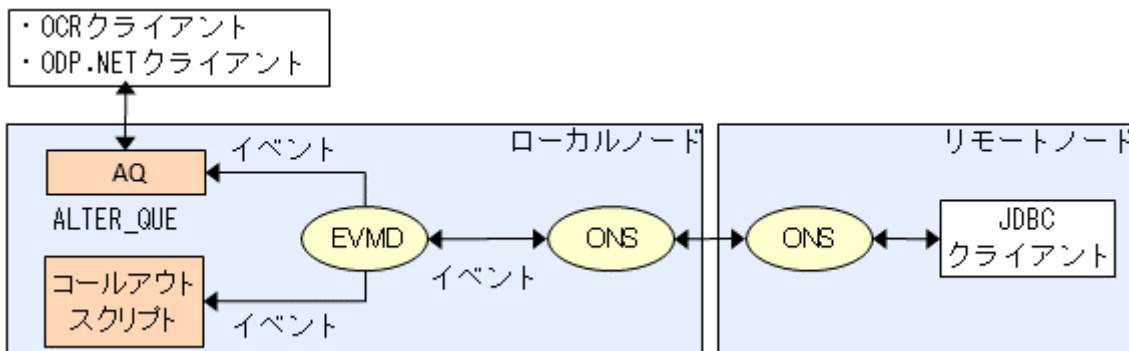 ・OCRクライアント
・ODP.NETクライアント
ローカルノード
リモートノード
イベント
AQ
ALTER_QUE
EVMD
ONS
ONS
JDBC
クライアント
イベント
コールアウト
スクリプト
イベント